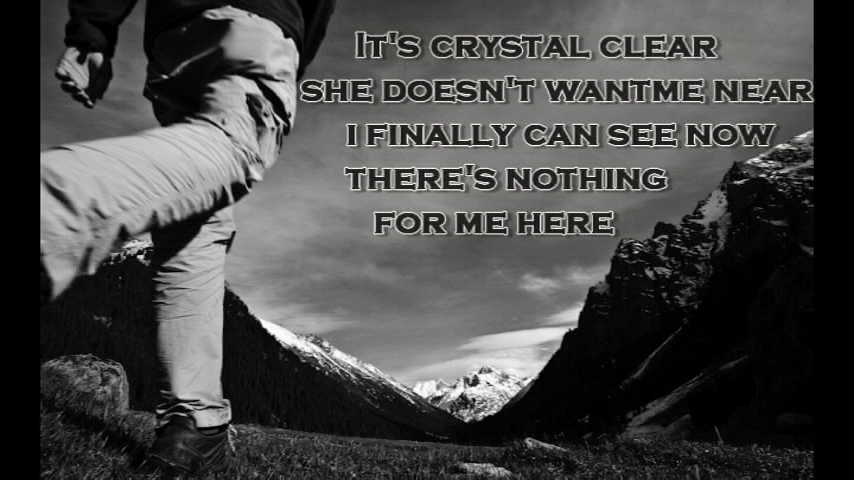 It's crystal clear
she doesn't wantme near
i finally can see now
there's nothing
for me here